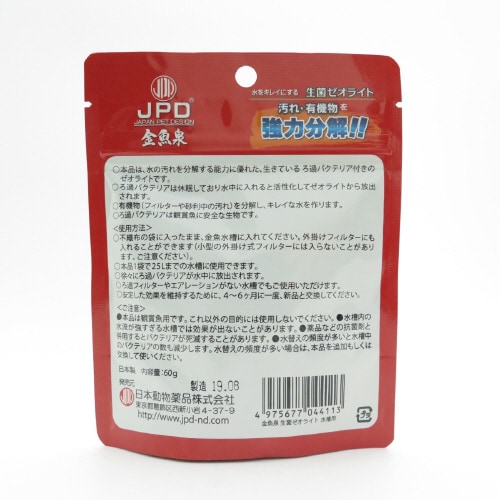 JPD®
JAPAN PET DESIGN
金魚泉
水をキレイにする 生菌ゼオライト
汚れ・有機物を
強力分解!!
○本品は、水の汚れを分解する能力に優れた、生きている ろ過バクテリア付きの
ゼオライトです。
○ろ過バクテリアは休眠しており水中に入れると活性化してゼオライトから放出
されます。
○有機物(フィルターや砂利中の汚れ)を分解し、キレイな水を作ります。
○ろ過バクテリアは観賞魚に安全な生物です。
<使用方法>
○不織布の袋に入ったまま、金魚水槽に入れてください。外掛けフィルターにも
入れることができます(小型の外掛け式フィルターには入らないことがありま
す、ご注意ください)。
○本品1袋で25Lまでの水槽に使用できます。
○徐々にろ過バクテリアが水中に放出されます。
○ろ過フィルターやエアレーションがない水槽でもご使用いただけます。
○安定した効果を維持するために、4〜6ヶ月に一度、新品と交換してください。
<ご注意>
●本品は観賞魚用です。これ以外の目的には使用しないでください。●水槽内の
水流が強すぎる水槽では効果が出ないことがあります。●薬品などの抗菌剤と
併用するとバクテリアが死滅することがあります。●水替えの頻度が多いと水槽中
のバクテリアの数も減少します。水替えの頻度が多い場合は、本品を追加もしくは
交換して使いください。
日本製 内容量:60g
発売元
製造 19.08
日本動物薬品株式会社
東京都葛飾区西新小岩4-37-9
www.jpd-nd.com
4 975677 044113
金魚泉 生菌ゼオライト 水槽用